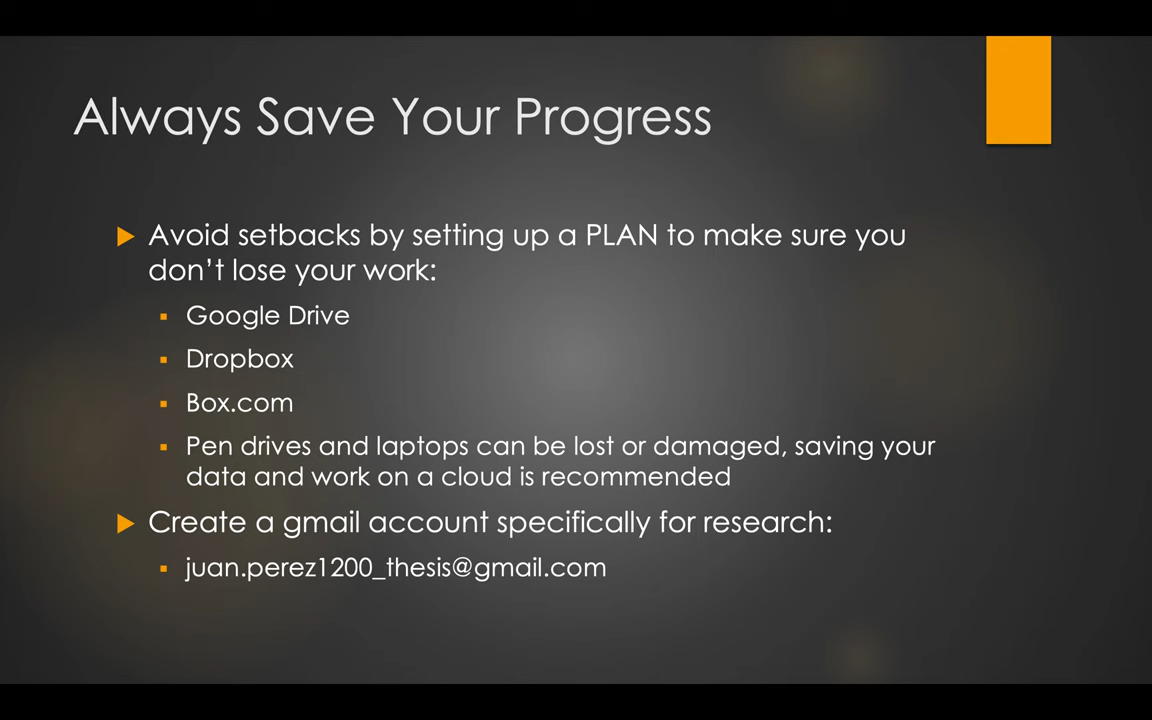 Always Save Your Progress
Avoid setbacks by setting up a PLAN to make sure you
don't lose your work:
Google Drive
Dropbox
Box.com
Pen drives and laptops can be lost or damaged, saving your
data and work on a cloud is recommended
Create a gmail account specifically for research:
juan.perez1200_thesis@gmail.com